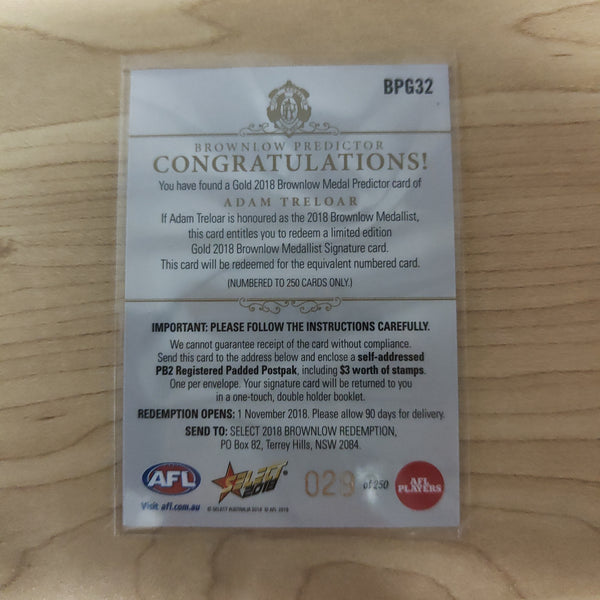 BPG32
BROWNLOW PREDICTOR
CONGRATULATIONS!
You have found a Gold 2018 Brownlow Medal Predictor card of
ADAM TRELOAR
If Adam Treloar is honoured as the 2018 Brownlow Medallist,
this card entitles you to redeem a limited edition
Gold 2018 Brownlow Medallist Signature card.
This card will be redeemed for the equivalent numbered card.
(NUMBERED TO 250 CARDS ONLY.)
IMPORTANT: PLEASE FOLLOW THE INSTRUCTIONS CAREFULLY.
We cannot guarantee receipt of the card without compliance.
Send this card to the address below and enclose a self-addressed
PB2 Registered Padded Postpak, including $3 worth of stamps.
One per envelope. Your signature card will be returned to you
in a one-touch, double holder booklet.
REDEMPTION OPENS: 1 November 2018. Please allow 90 days for delivery.
SEND TO: SELECT 2018 BROWNLOW REDEMPTION,
PO Box 82, Terrey Hills, NSW 2084.
AFL
SELECT
2018
of 250
AFL
PLAYERS
Visit afl.com.au
© SELECT AUSTRALIA 2018 © AFL 2018